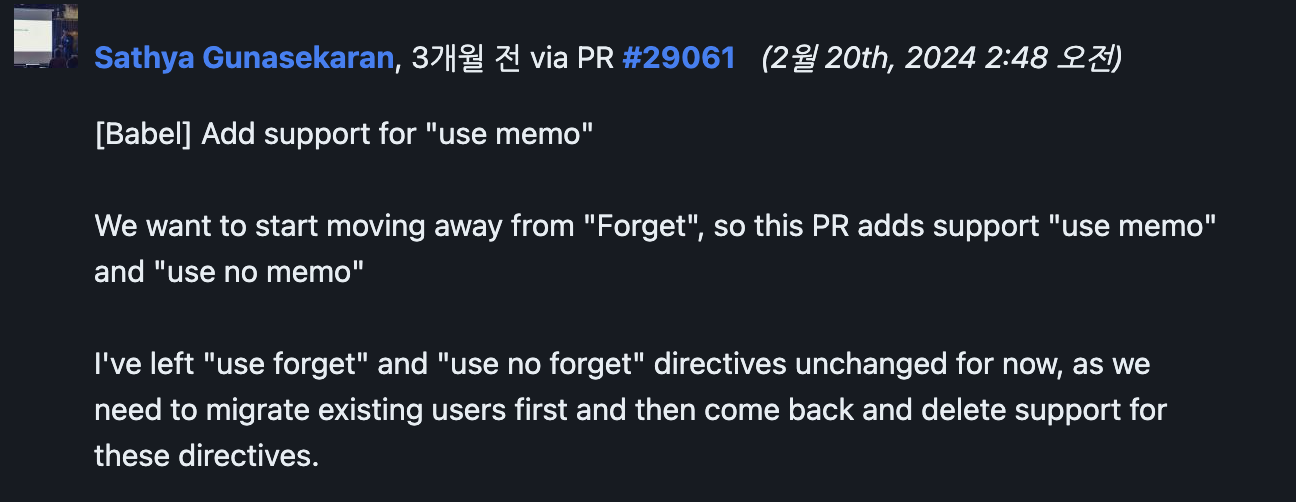 Sathya Gunasekaran, 3개월 전 via PR #29061 (2월 20th, 2024 2:48 오전)
[Babel] Add support for "use memo"
We want to start moving away from "Forget", so this PR adds support "use memo"
and "use no memo"
I've left "use forget" and "use no forget" directives unchanged for now, as we
need to migrate existing users first and then come back and delete support for
these directives.